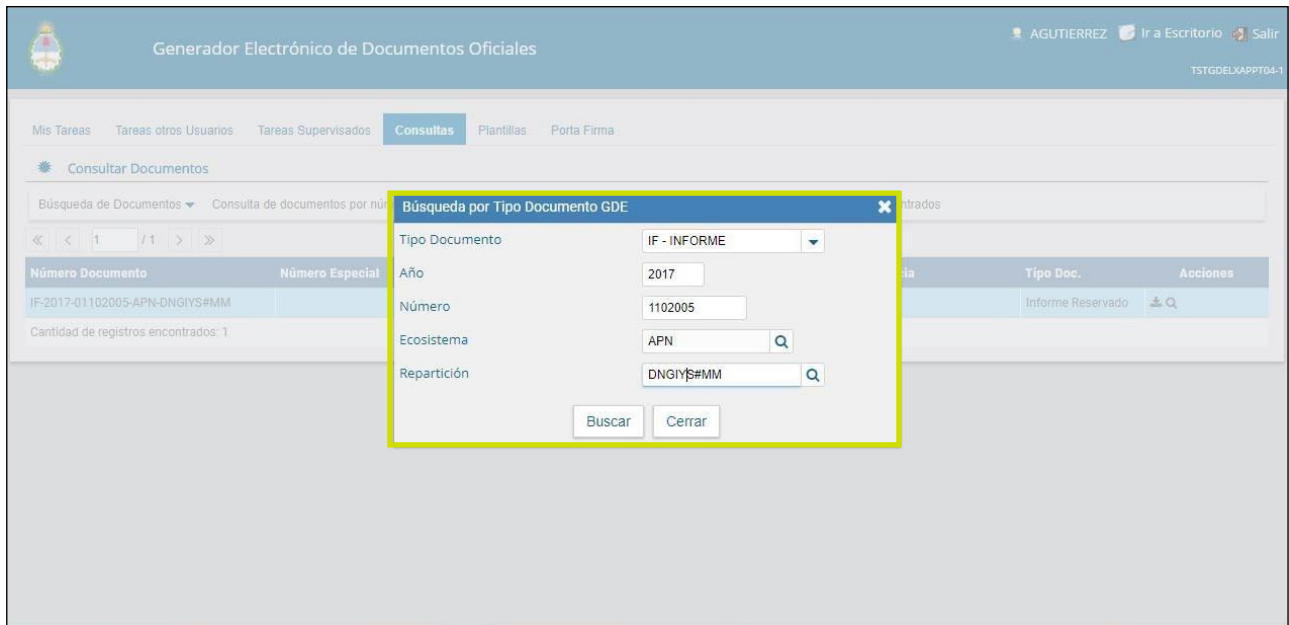 Generador Electrónico de Documentos Oficiales
AGUTIERREZ Ir a Escritorio Salir
TSTGDELXAPPT04-1
Mis Tareas Tareas otros Usuarios Tareas Supervisados Consultas Plantillas Porta Firma
Consultar Documentos
Búsqueda de Documentos Consulta de documentos por núm
ntrados
Búsqueda por Tipo Documento GDE
Tipo Documento IF - INFORME
Año 2017
Número 1102005
Ecosistema APN
Repartición DNGIYS#MM
Buscar Cerrar
1 / 1
Número Documento Número Especial cia Tipo Doc. Acciones
IF-2017-01102005-APN-DNGIYS#MM Informe Reservado
Cantidad de registros encontrados: 1